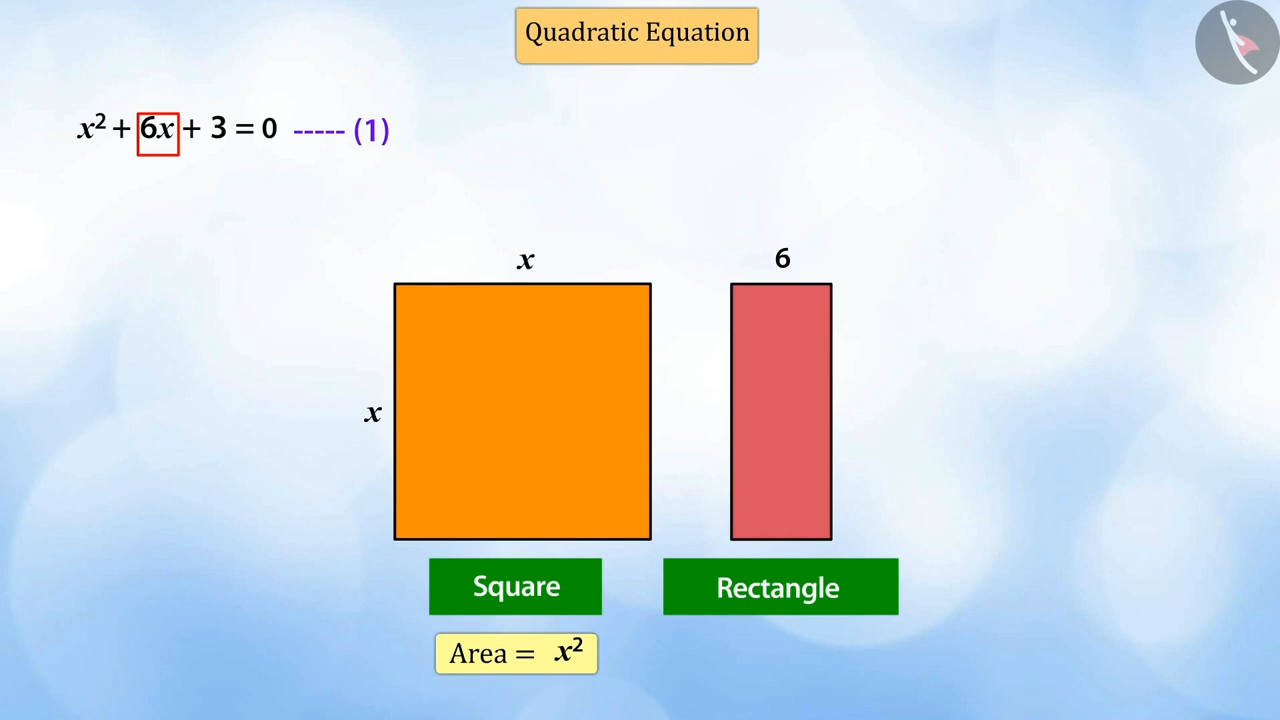 Quadratic Equation
x² + 6x + 3 = 0 ----- (1)
x
6
x
Square
Rectangle
Area = x²